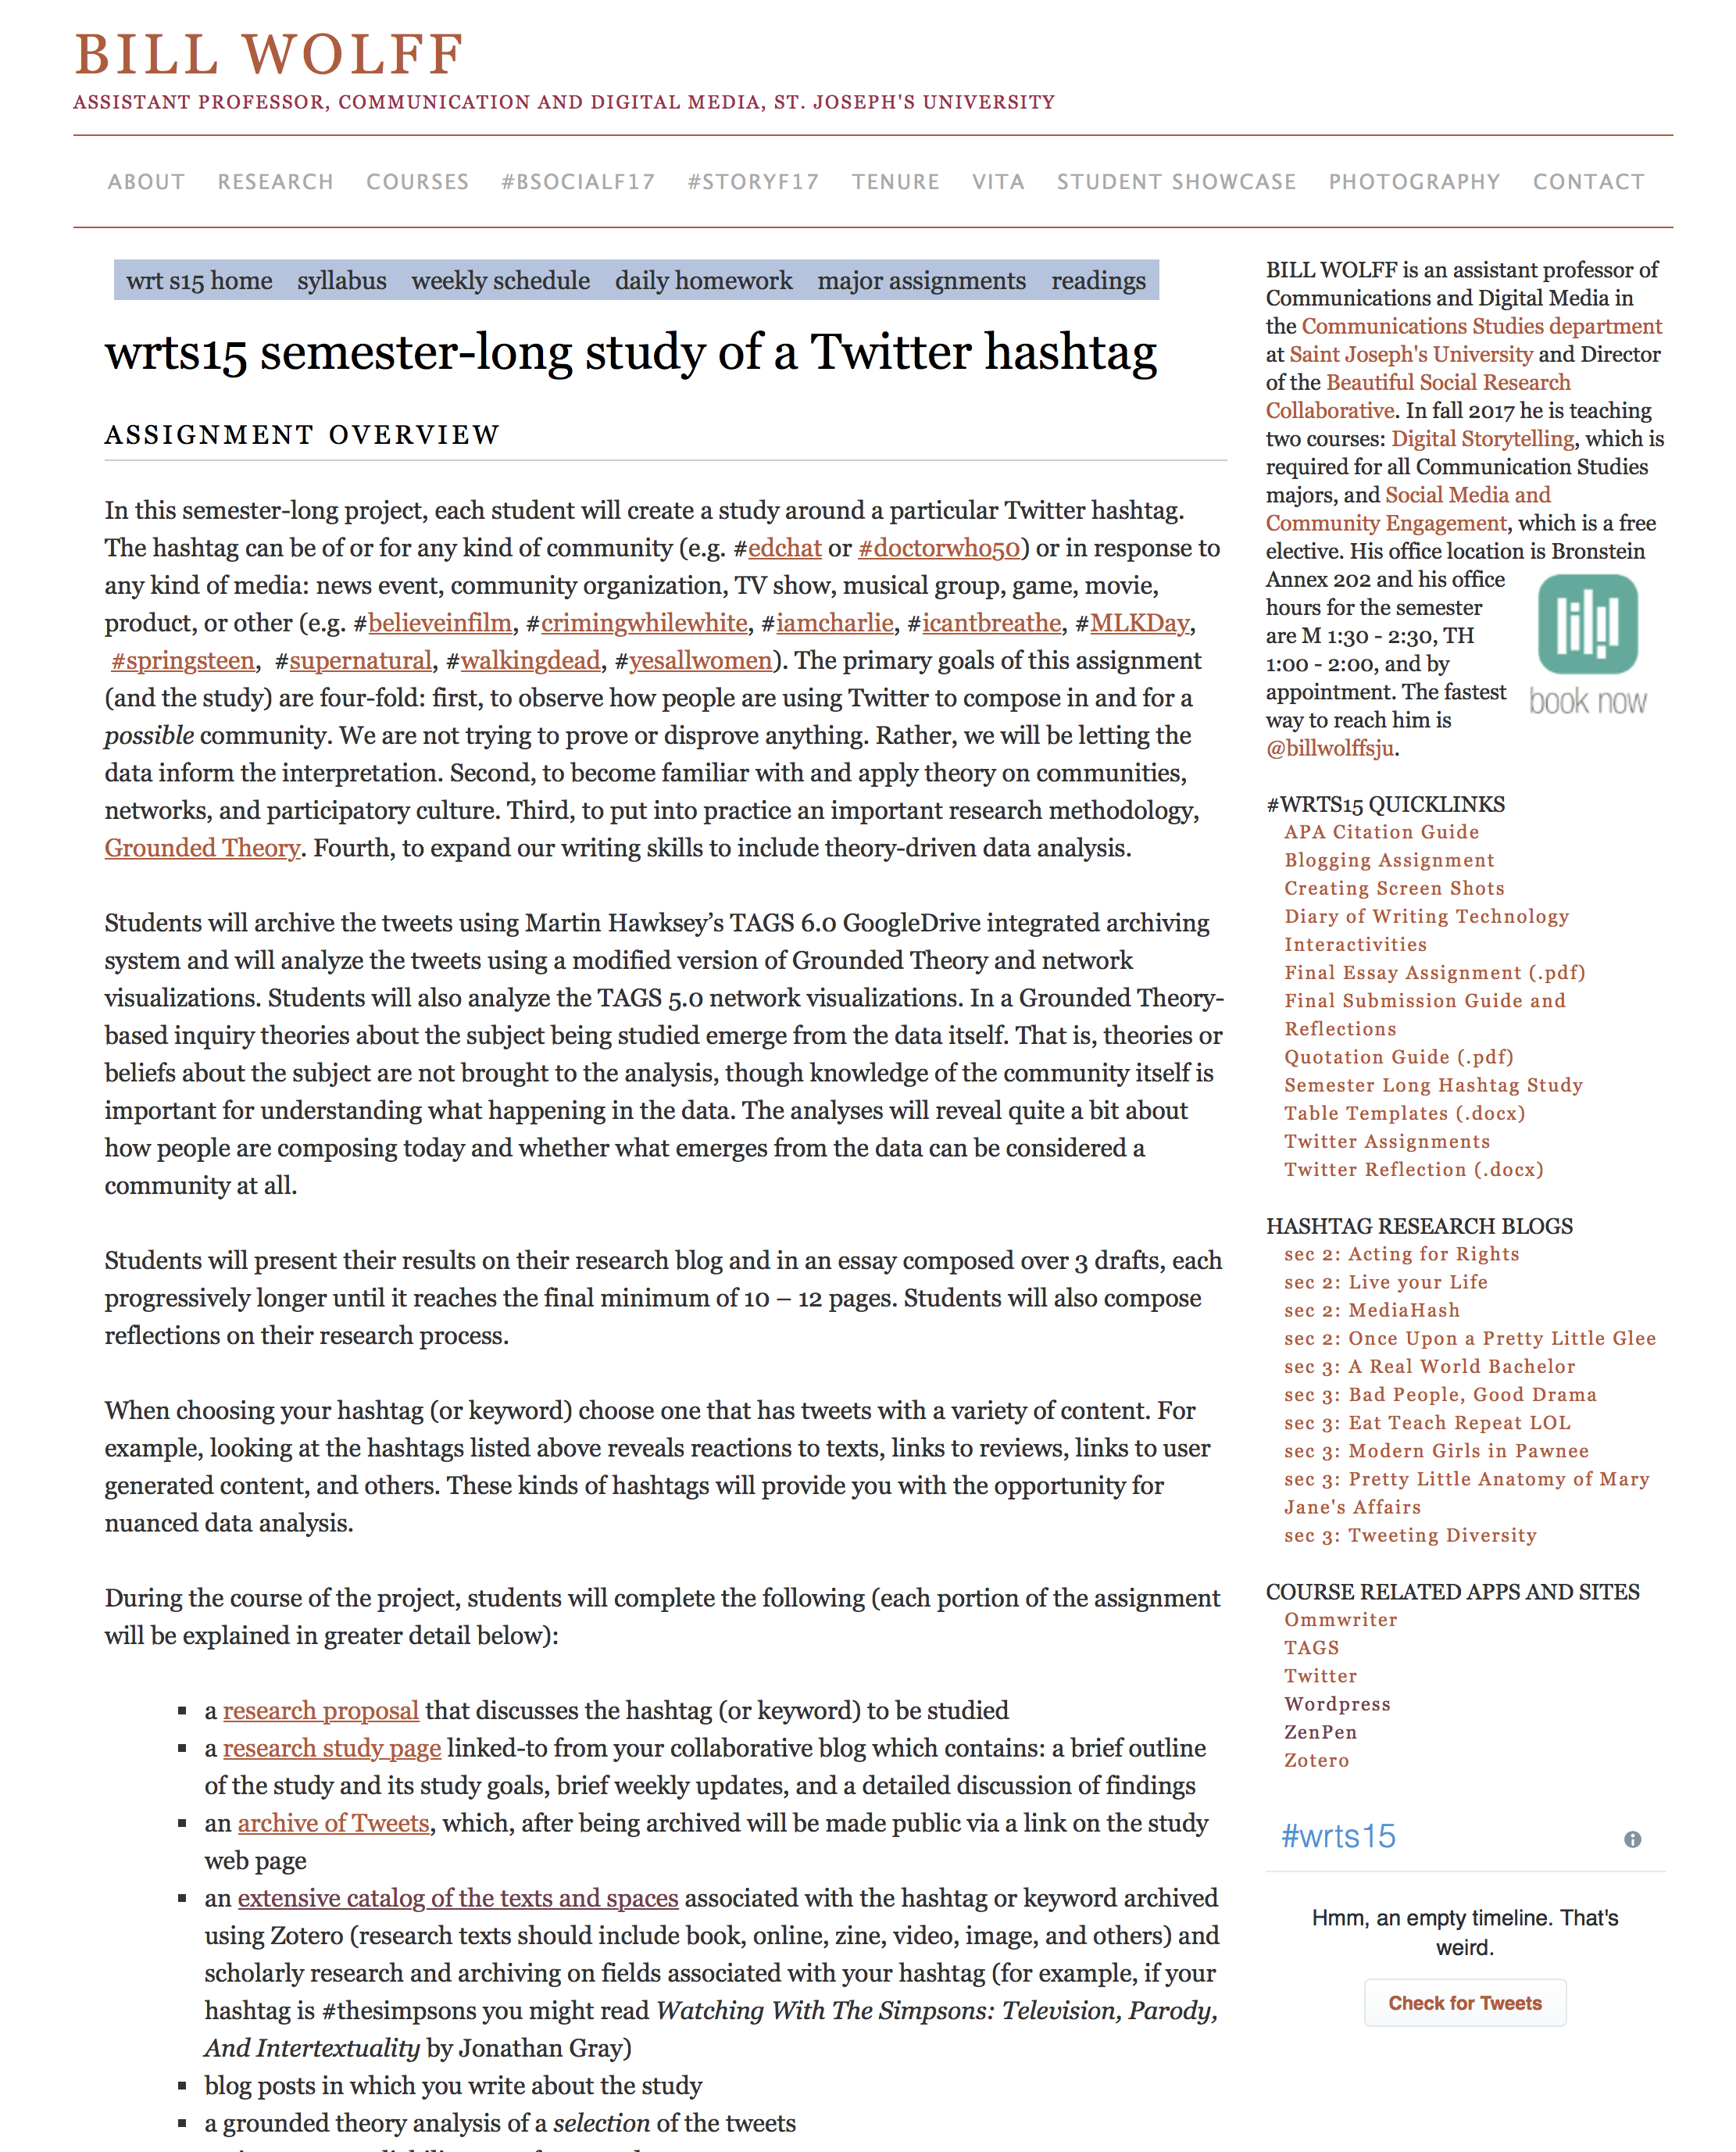 BILL WOLFF
ASSISTANT PROFESSOR, COMMUNICATION AND DIGITAL MEDIA, ST. JOSEPH'S UNIVERSITY
ABOUT RESEARCH COURSES #BSOCIALF17 #STORYF17 TENURE VITA STUDENT SHOWCASE PHOTOGRAPHY CONTACT
wrt s15 home syllabus weekly schedule daily homework major assignments readings
wrts15 semester-long study of a Twitter hashtag
ASSIGNMENT OVERVIEW
In this semester-long project, each student will create a study around a particular Twitter hashtag.
The hashtag can be of or for any kind of community (e.g. #edchat or #doctorwho50) or in response to
any kind of media: news event, community organization, TV show, musical group, game, movie,
product, or other (e.g. #believeinfilm, #crimingwhilewhite, #iamcharlie, #icantbreathe, #MLKDay,
#springsteen, #supernatural, #walkingdead, #yesallwomen). The primary goals of this assignment
(and the study) are four-fold: first, to observe how people are using Twitter to compose in and for a
possible community. We are not trying to prove or disprove anything. Rather, we will be letting the
data inform the interpretation. Second, to become familiar with and apply theory on communities,
networks, and participatory culture. Third, to put into practice an important research methodology,
Grounded Theory. Fourth, to expand our writing skills to include theory-driven data analysis.
Students will archive the tweets using Martin Hawksey’s TAGS 6.0 GoogleDrive integrated archiving
system and will analyze the tweets using a modified version of Grounded Theory and network
visualizations. Students will also analyze the TAGS 5.0 network visualizations. In a Grounded Theory-
based inquiry theories about the subject being studied emerge from the data itself. That is, theories or
beliefs about the subject are not brought to the analysis, though knowledge of the community itself is
important for understanding what happening in the data. The analyses will reveal quite a bit about
how people are composing today and whether what emerges from the data can be considered a
community at all.
Students will present their results on their research blog and in an essay composed over 3 drafts, each
progressively longer until it reaches the final minimum of 10 – 12 pages. Students will also compose
reflections on their research process.
When choosing your hashtag (or keyword) choose one that has tweets with a variety of content. For
example, looking at the hashtags listed above reveals reactions to texts, links to reviews, links to user
generated content, and others. These kinds of hashtags will provide you with the opportunity for
nuanced data analysis.
During the course of the project, students will complete the following (each portion of the assignment
will be explained in greater detail below):
a research proposal that discusses the hashtag (or keyword) to be studied
a research study page linked-to from your collaborative blog which contains: a brief outline
of the study and its study goals, brief weekly updates, and a detailed discussion of findings
an archive of Tweets, which, after being archived will be made public via a link on the study
web page
an extensive catalog of the texts and spaces associated with the hashtag or keyword archived
using Zotero (research texts should include book, online, zine, video, image, and others) and
scholarly research and archiving on fields associated with your hashtag (for example, if your
hashtag is #thesimpsons you might read Watching With The Simpsons: Television, Parody,
And Intertextuality by Jonathan Gray)
blog posts in which you write about the study
a grounded theory analysis of a selection of the tweets
BILL WOLFF is an assistant professor of
Communications and Digital Media in
the Communications Studies department
at Saint Joseph's University and Director
of the Beautiful Social Research
Collaborative. In fall 2017 he is teaching
two courses: Digital Storytelling, which is
required for all Communication Studies
majors, and Social Media and
Community Engagement, which is a free
elective. His office location is Bronstein
Annex 202 and his office
hours for the semester
are M 1:30 - 2:30, TH
1:00 - 2:00, and by
appointment. The fastest
way to reach him is
@billwolffsju.
book now
#WRTS15 QUICKLINKS
APA Citation Guide
Blogging Assignment
Creating Screen Shots
Diary of Writing Technology
Interactivities
Final Essay Assignment (.pdf)
Final Submission Guide and
Reflections
Quotation Guide (.pdf)
Semester Long Hashtag Study
Table Templates (.docx)
Twitter Assignments
Twitter Reflection (.docx)
HASHTAG RESEARCH BLOGS
sec 2: Acting for Rights
sec 2: Live your Life
sec 2: MediaHash
sec 2: Once Upon a Pretty Little Glee
sec 3: A Real World Bachelor
sec 3: Bad People, Good Drama
sec 3: Eat Teach Repeat LOL
sec 3: Modern Girls in Pawnee
sec 3: Pretty Little Anatomy of Mary
Jane's Affairs
sec 3: Tweeting Diversity
COURSE RELATED APPS AND SITES
Ommwriter
TAGS
Twitter
Wordpress
ZenPen
Zotero
#wrts15
Hmm, an empty timeline. That's
weird.
Check for Tweets